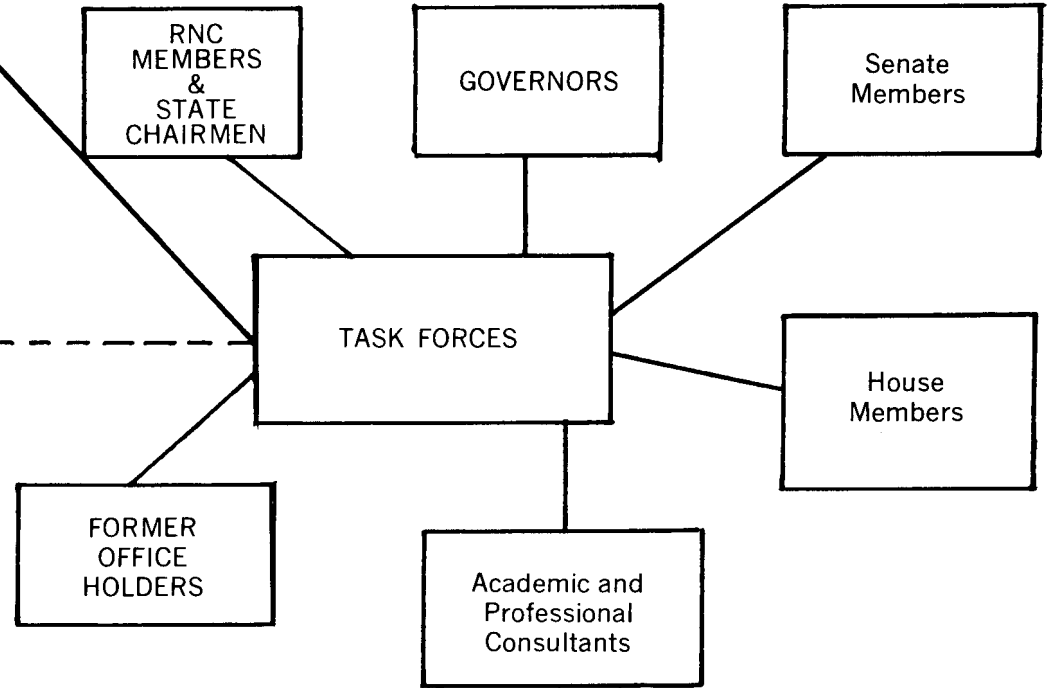 RNC
MEMBERS
&
STATE
CHAIRMEN
GOVERNORS
Senate
Members
TASK FORCES
House
Members
FORMER
OFFICE
HOLDERS
Academic and
Professional
Consultants